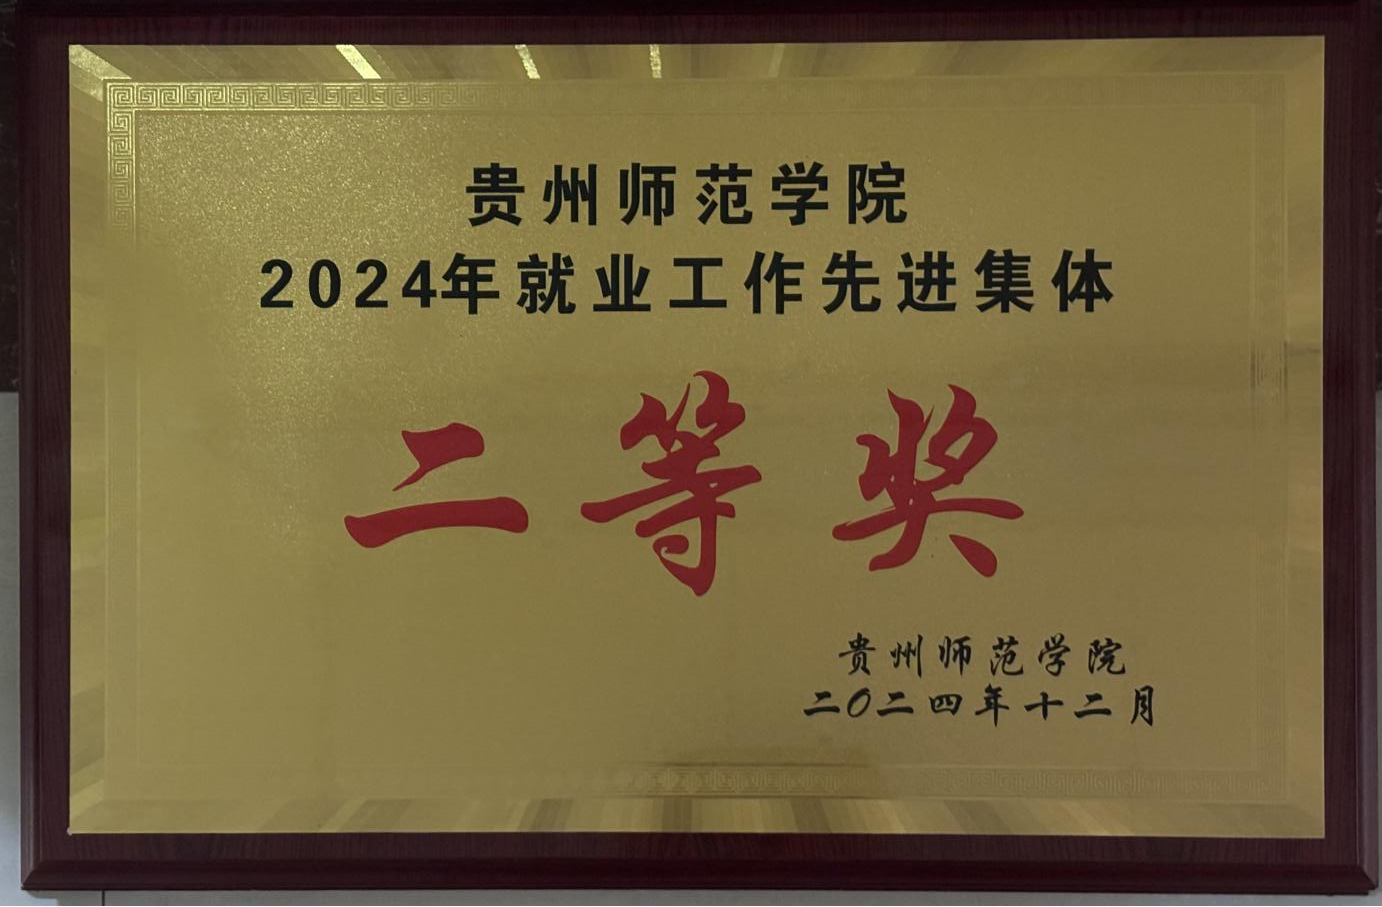 贵州师范学院
2024年就业工作先进集体
二等奖
贵州师范学院
二〇二四年十二月